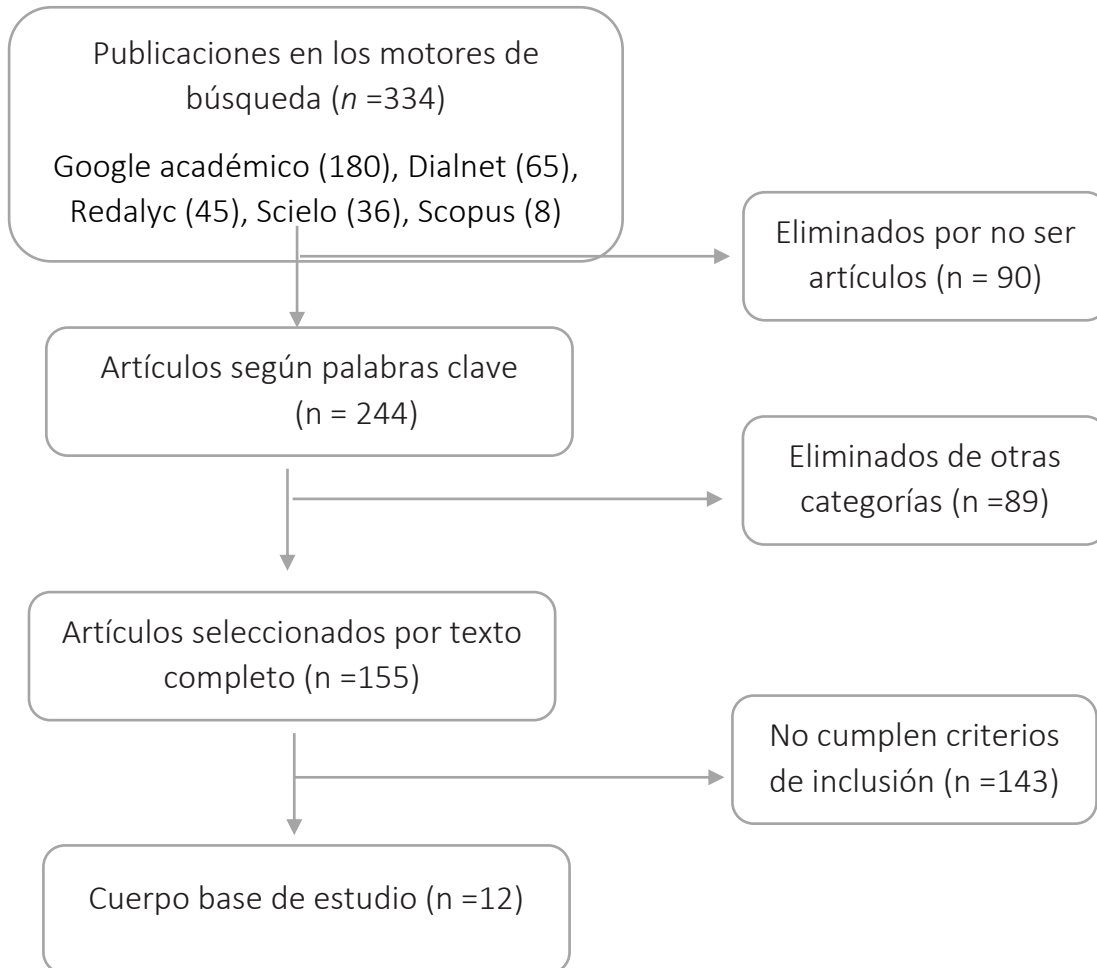 Publicaciones en los motores de
búsqueda (n =334)
Google académico (180), Dialnet (65),
Redalyc (45), Scielo (36), Scopus (8)
Eliminados por no ser
artículos (n = 90)
Artículos según palabras clave
(n = 244)
Eliminados de otras
categorías (n =89)
Artículos seleccionados por texto
completo (n =155)
No cumplen criterios
de inclusión (n =143)
Cuerpo base de estudio (n =12)